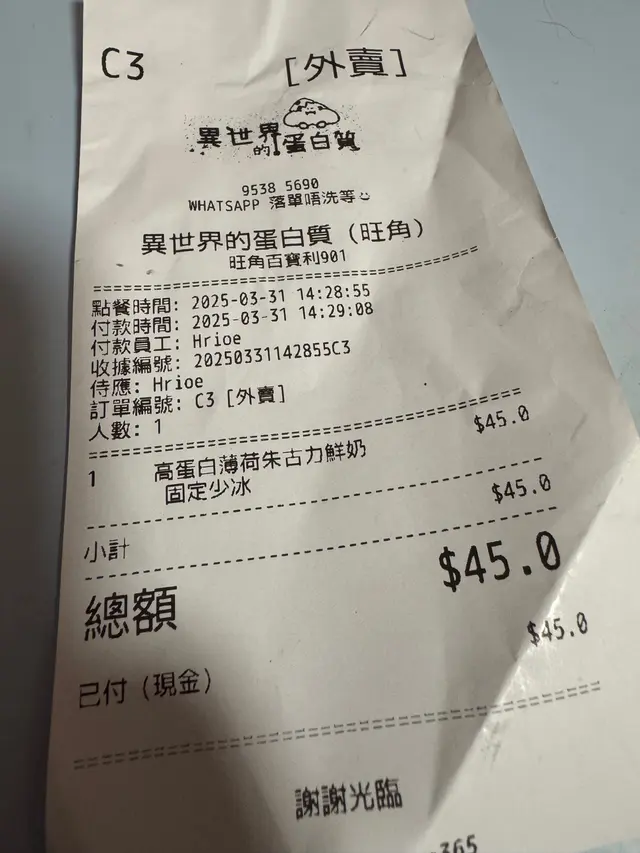 C3 [外賣]
異世界的蛋白質
9538 5690
WHATSAPP 落單唔洗等☺
異世界的蛋白質 (旺角)
旺角百寶利901
點餐時間: 2025-03-31 14:28:55
付款時間: 2025-03-31 14:29:08
付款員工: Hrioe
收據編號: 20250331142855C3
侍應: Hrioe
訂單編號: C3 [外賣]
人數: 1
1 高蛋白薄荷朱古力鮮奶 $45.0
固定少冰
小計 $45.0
總額 $45.0
已付 (現金) $45.0
謝謝光臨